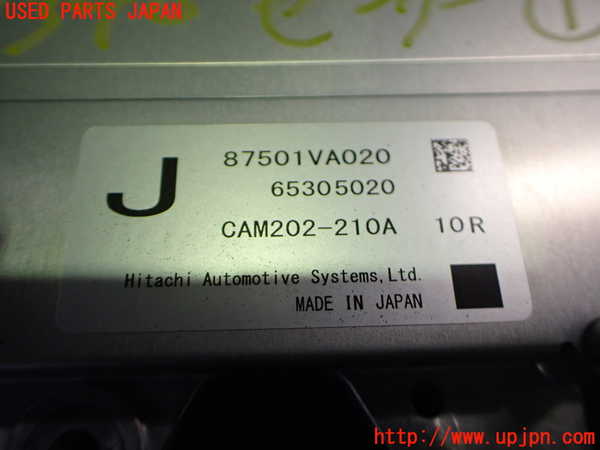 USED PARTS JAPAN
J
87501VA020
65305020
CAM202-210A 10R
Hitachi Automotive Systems,Ltd.
MADE IN JAPAN
http://www.upjpn.com